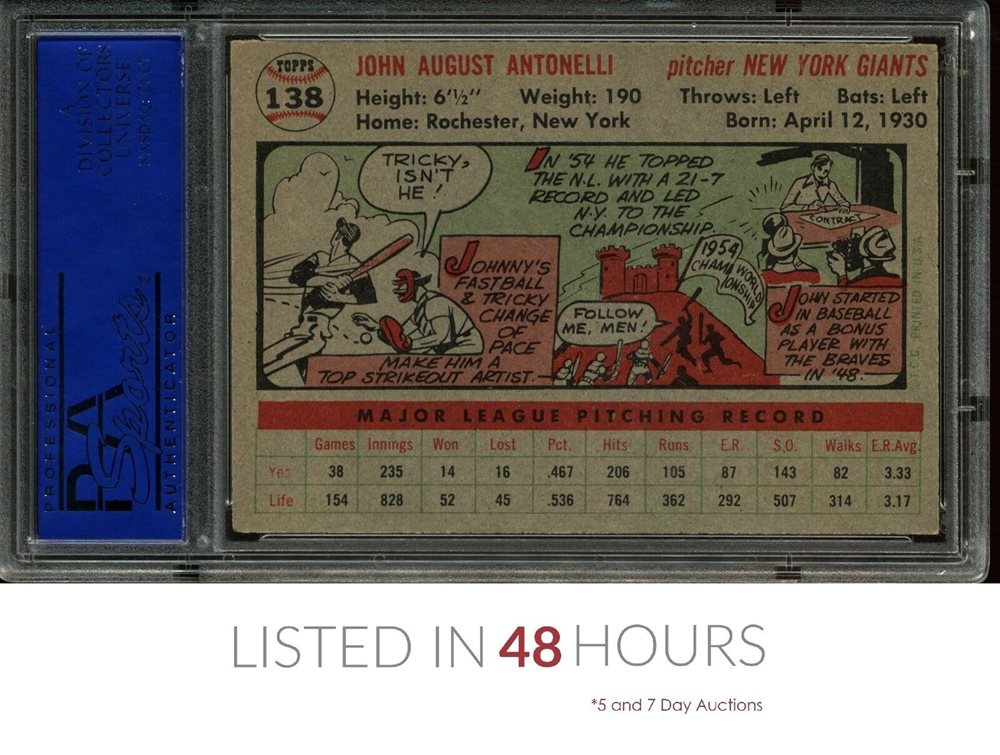 A
DIVISION OF
COLLECTORS
UNIVERSE
NASDAQ: CLCT
PROFESSIONAL
PSA
Sports
AUTHENTICATOR
TOPPS
138
JOHN AUGUST ANTONELLI pitcher NEW YORK GIANTS
Height: 6'½" Weight: 190 Throws: Left Bats: Left
Home: Rochester, New York Born: April 12, 1930
TRICKY,
ISN'T
HE!
JOHNNY'S
FASTBALL
& TRICKY
CHANGE
OF
PACE
MAKE HIM A
TOP STRIKEOUT ARTIST.
IN '54 HE TOPPED
THE N.L. WITH A 21-7
RECORD AND LED
N.Y. TO THE
CHAMPIONSHIP.
FOLLOW
ME, MEN!
1954
WORLD
CHAMPIONSHIP
CONTRACT
JOHN STARTED
IN BASEBALL
AS A BONUS
PLAYER WITH
THE BRAVES
IN '48.
©T.C.G. PRINTED IN U.S.A.
MAJOR LEAGUE PITCHING RECORD
Games Innings Won Lost Pct. Hits Runs E.R. S.O. Walks E.R.Avg.
Year 38 235 14 16 .467 206 105 87 143 82 3.33
Life 154 828 52 45 .536 764 362 292 507 314 3.17
LISTED IN 48 HOURS
*5 and 7 Day Auctions